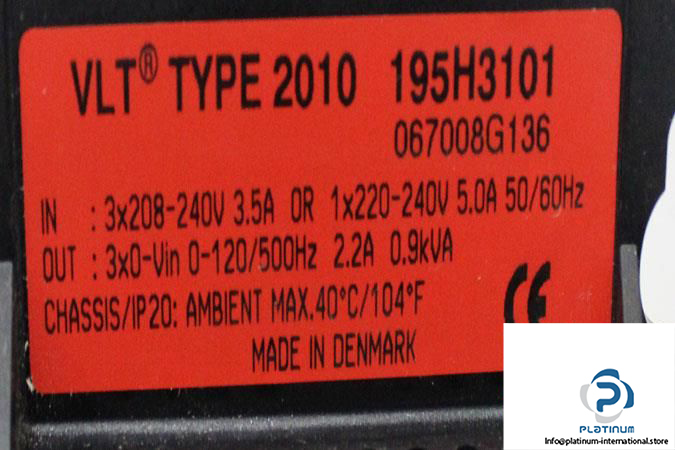 VLT® TYPE 2010 195H3101
067008G136
IN : 3x208-240V 3.5A OR 1x220-240V 5.0A 50/60Hz
OUT : 3x0-Vin 0-120/500Hz 2.2A 0.9kVA
CHASSIS/IP20: AMBIENT MAX.40°C/104°F
CE
MADE IN DENMARK
PLATINUM
Info@platinum-international.store